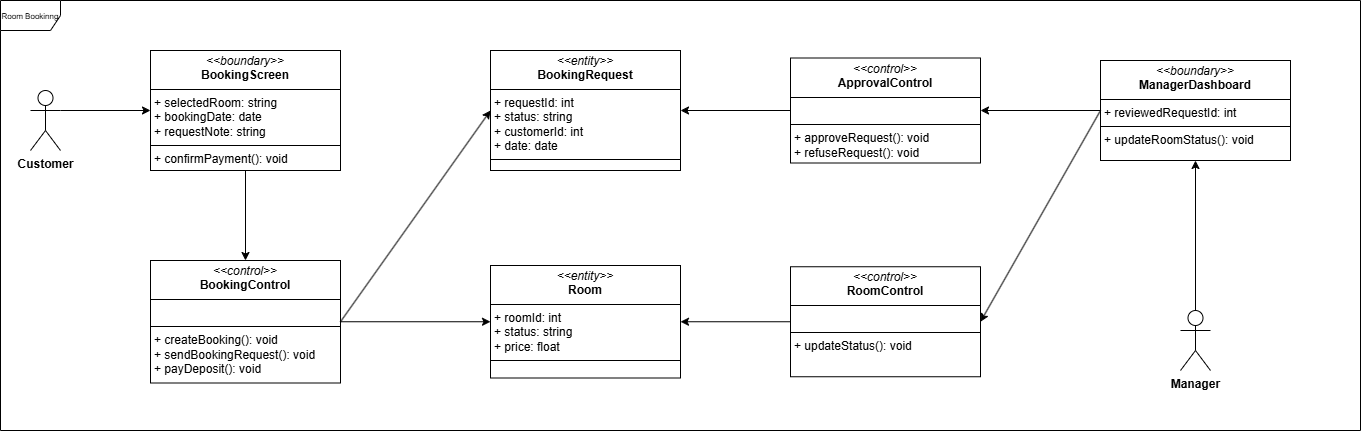 Room Bookinng
<<boundary>>
BookingScreen
+ selectedRoom: string
+ bookingDate: date
+ requestNote: string
+ confirmPayment(): void
Customer
<<entity>>
BookingRequest
+ requestId: int
+ status: string
+ customerId: int
+ date: date
<<control>>
ApprovalControl
+ approveRequest(): void
+ refuseRequest(): void
<<boundary>>
ManagerDashboard
+ reviewedRequestId: int
+ updateRoomStatus(): void
<<control>>
BookingControl
+ createBooking(): void
+ sendBookingRequest(): void
+ payDeposit(): void
<<entity>>
Room
+ roomId: int
+ status: string
+ price: float
<<control>>
RoomControl
+ updateStatus(): void
Manager